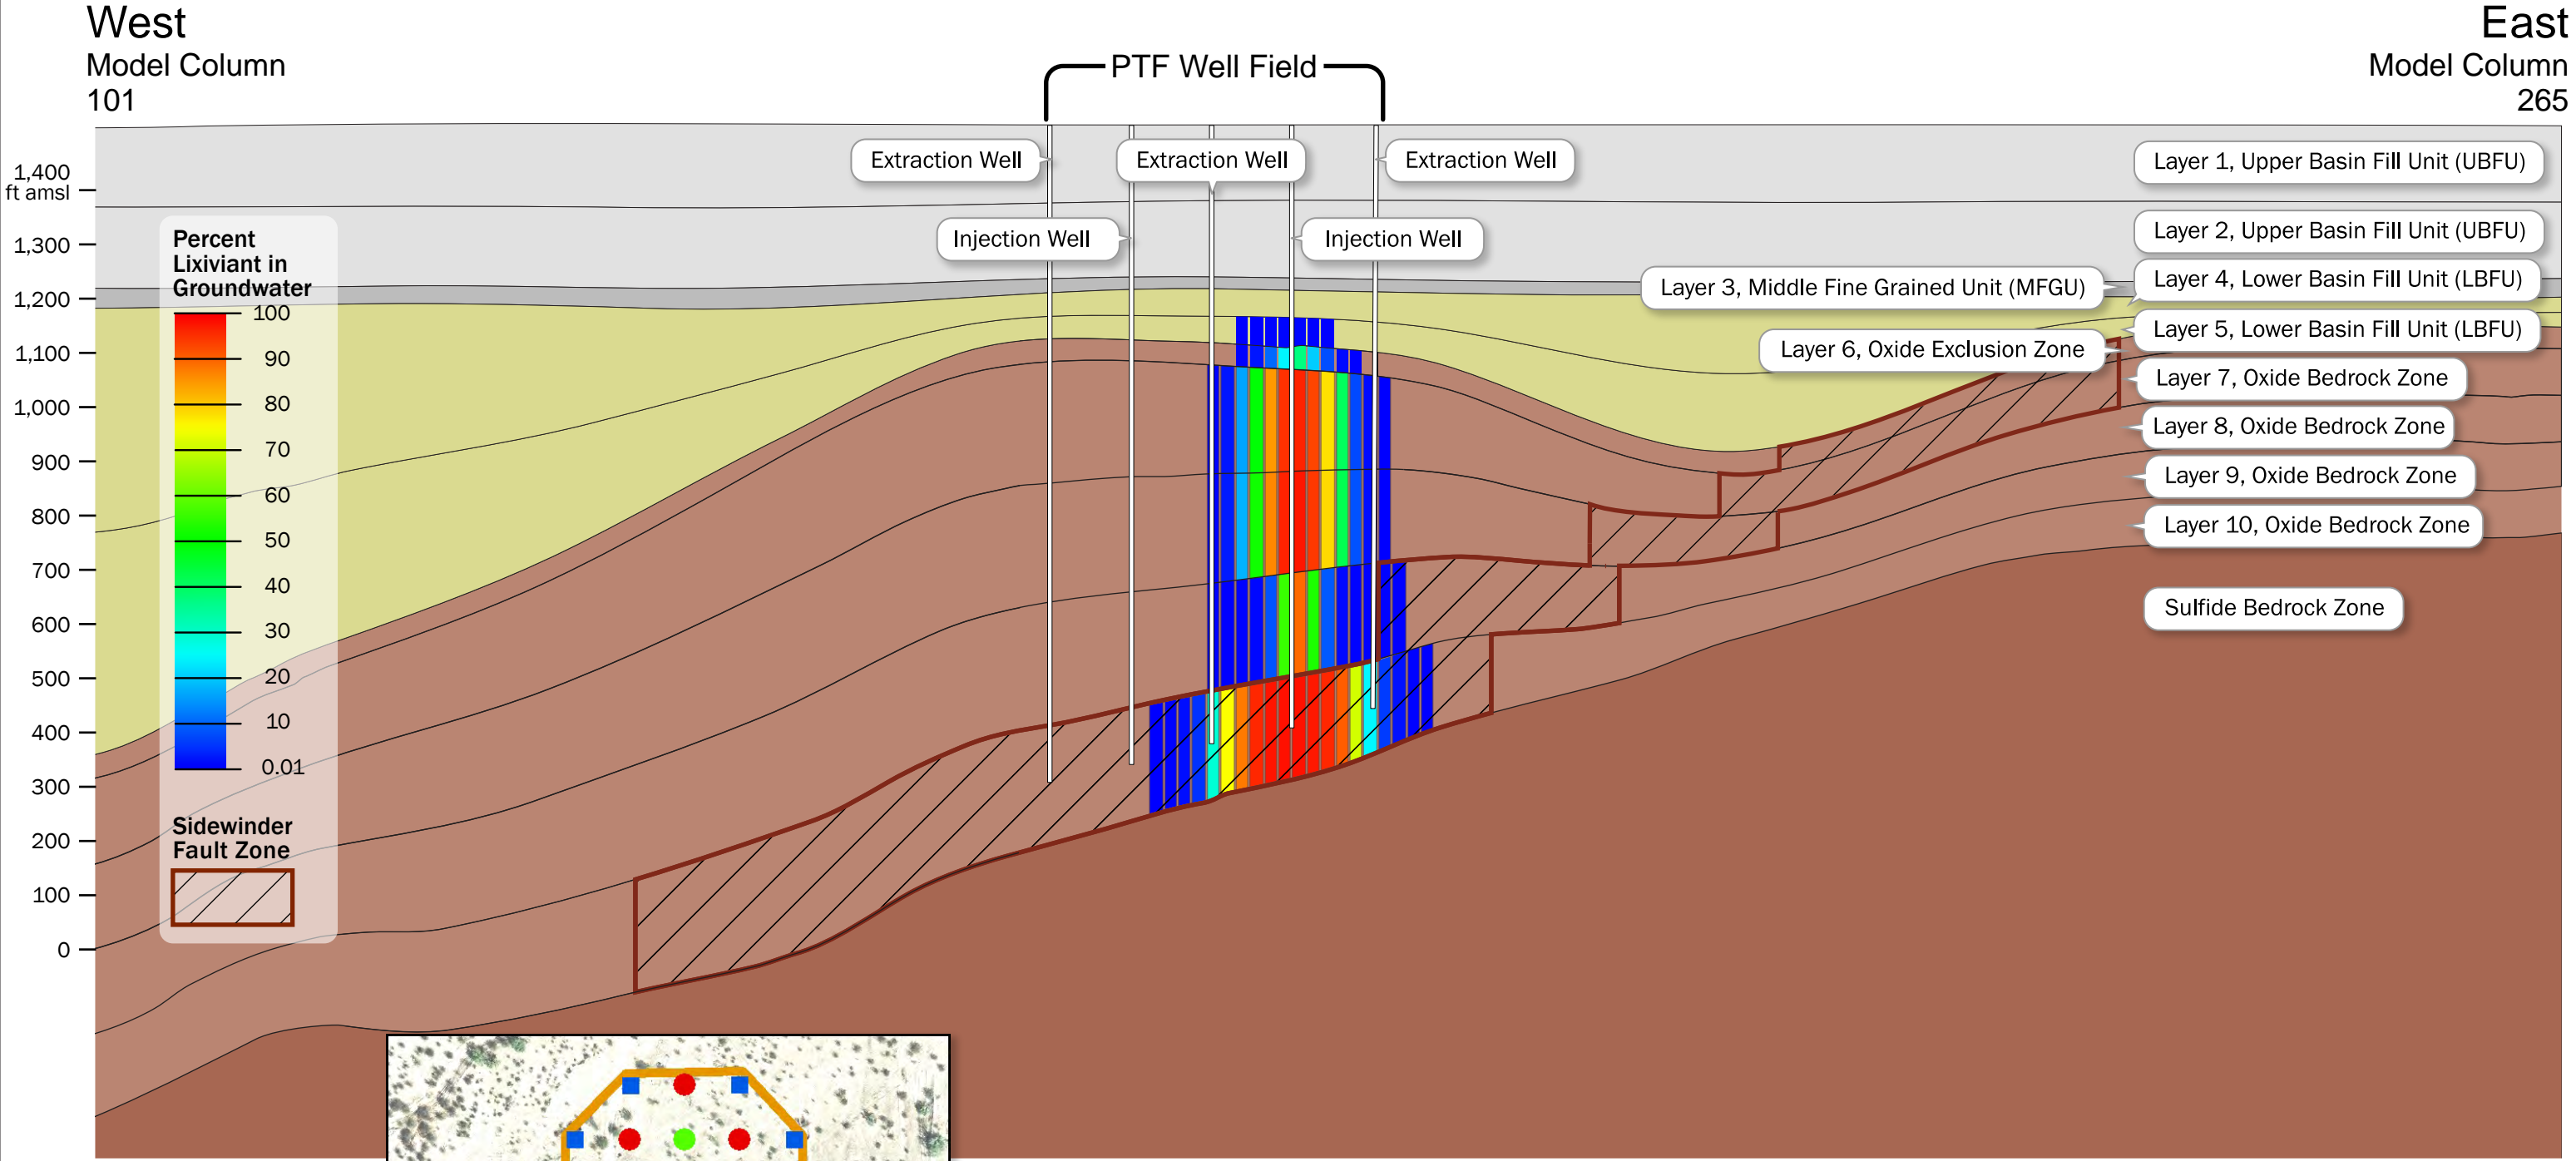 West
Model Column
101
East
Model Column
265
PTF Well Field
Extraction Well
Extraction Well
Extraction Well
Injection Well
Injection Well
Layer 1, Upper Basin Fill Unit (UBFU)
Layer 2, Upper Basin Fill Unit (UBFU)
Layer 3, Middle Fine Grained Unit (MFGU)
Layer 4, Lower Basin Fill Unit (LBFU)
Layer 5, Lower Basin Fill Unit (LBFU)
Layer 6, Oxide Exclusion Zone
Layer 7, Oxide Bedrock Zone
Layer 8, Oxide Bedrock Zone
Layer 9, Oxide Bedrock Zone
Layer 10, Oxide Bedrock Zone
Sulfide Bedrock Zone
1,400
ft amsl
1,300
1,200
1,100
1,000
900
800
700
600
500
400
300
200
100
0
Percent
Lixiviant in
Groundwater
100
90
80
70
60
50
40
30
20
10
0.01
Sidewinder
Fault Zone